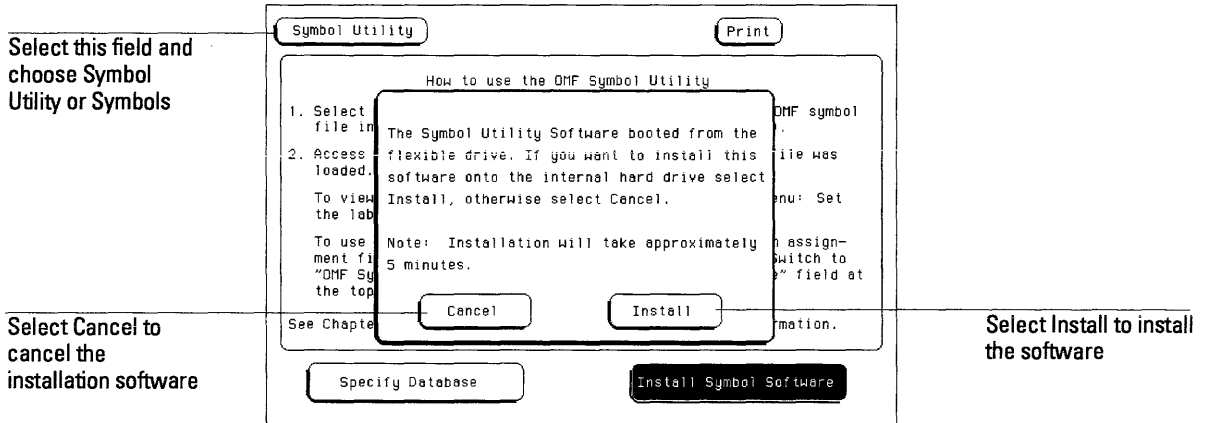 Symbol Utility
Print
Select this field and
choose Symbol
Utility or Symbols
How to use the OMF Symbol Utility
1. Select OMF symbol
file in
2. Access ile was
loaded.
To view enu: Set
the lab
To use assign-
ment fi switch to
"OMF Sy e" field at
the top
See Chapte rmation.
The Symbol Utility Software booted from the
flexible drive. If you want to install this
software onto the internal hard drive select
Install, otherwise select Cancel.
Note: Installation will take approximately
5 minutes.
Cancel
Install
Select Cancel to
cancel the
installation software
Select Install to install
the software
Specify Database
Install Symbol Software